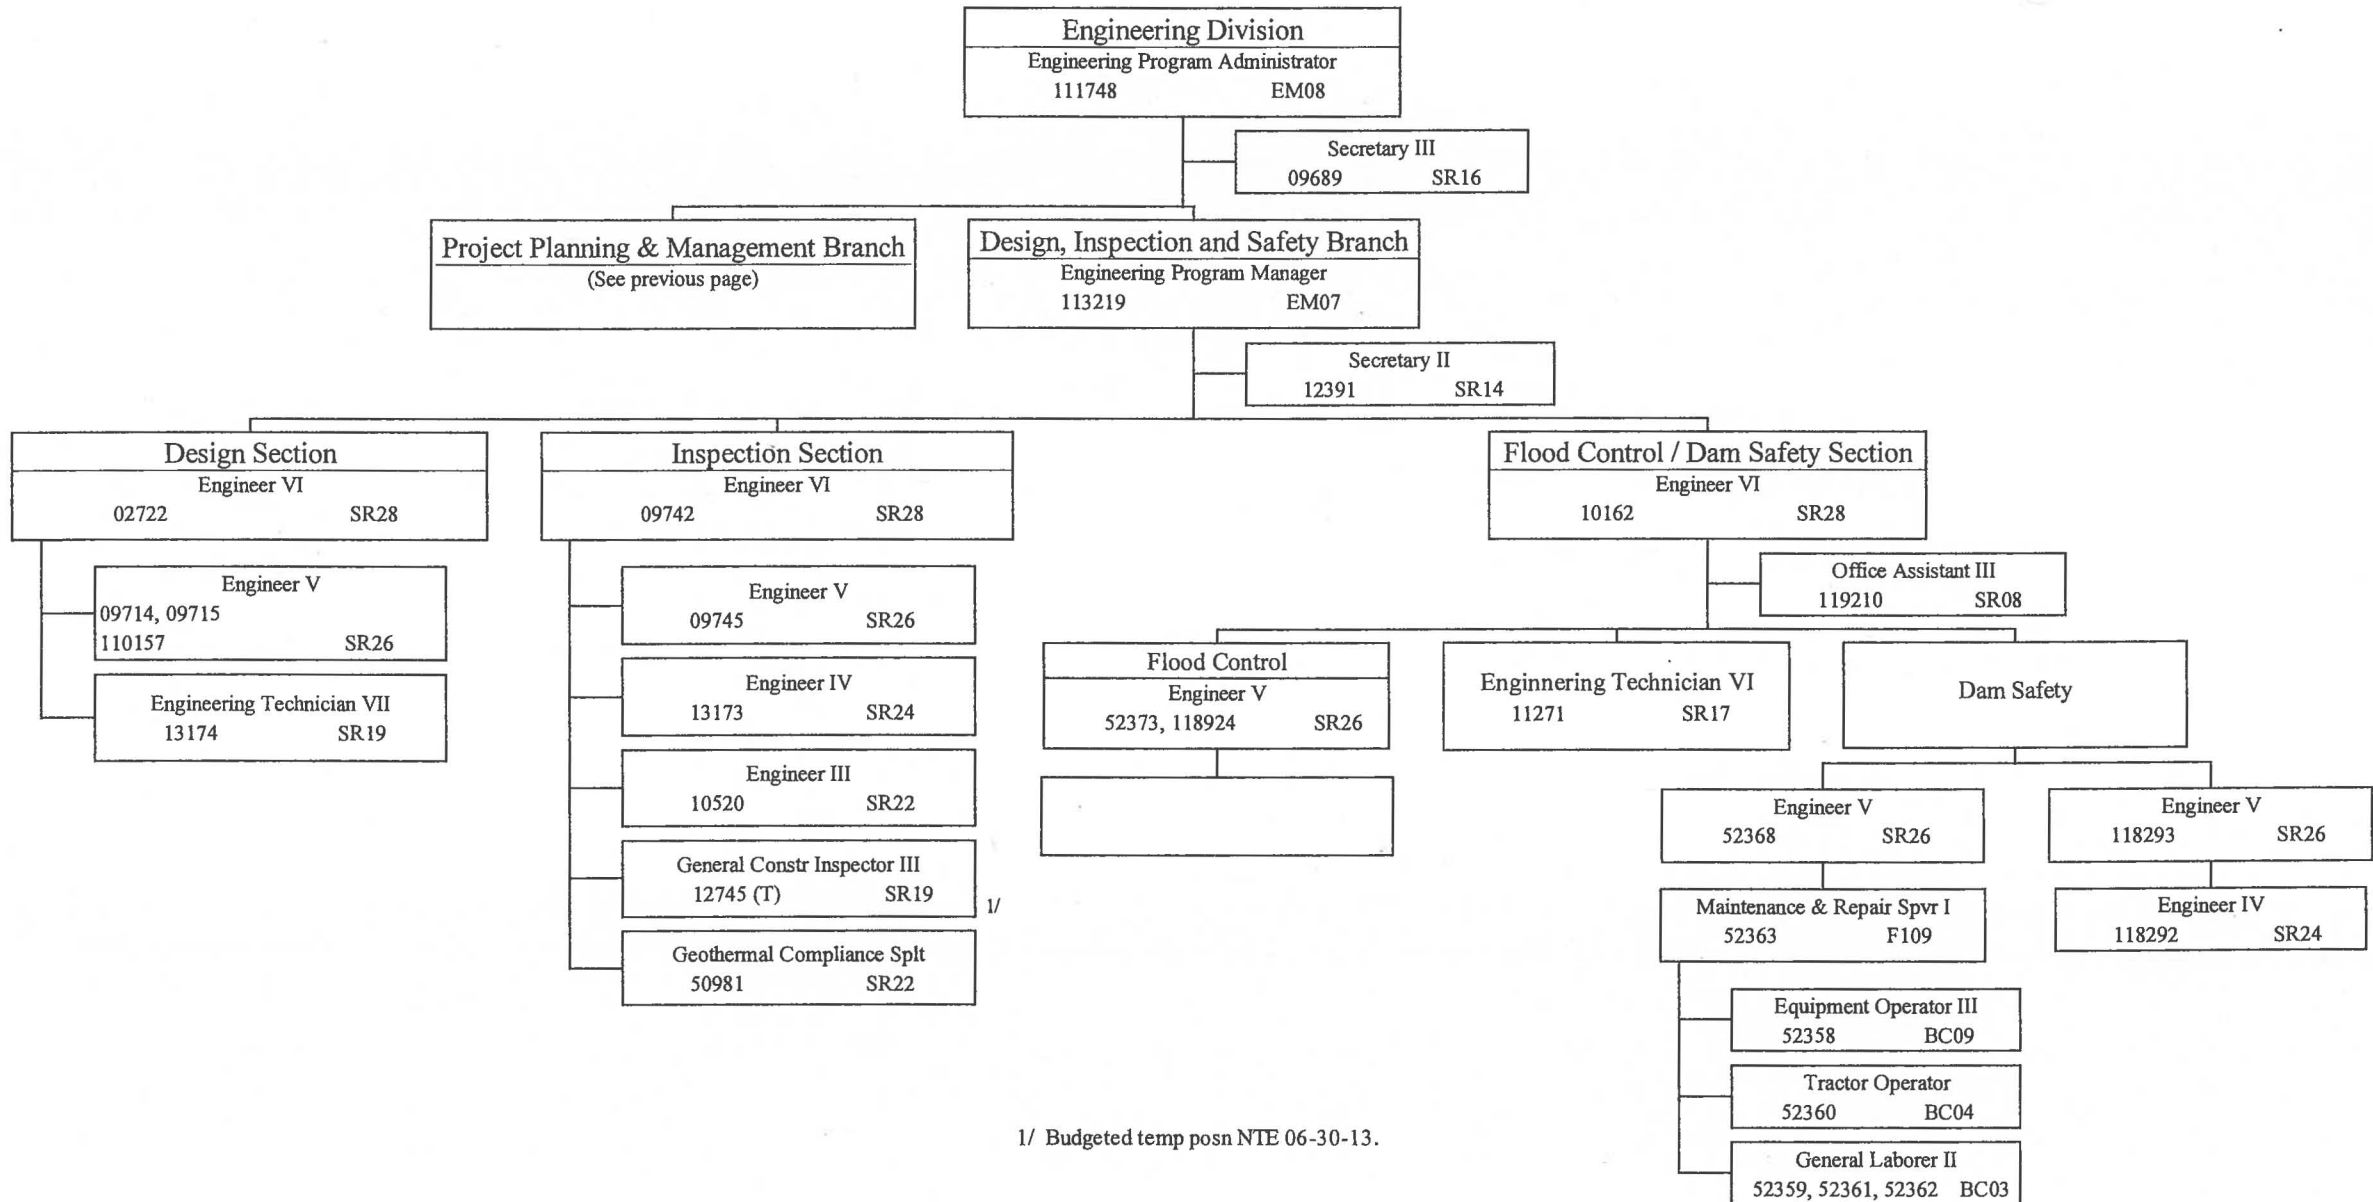 Engineering Division
Engineering Program Administrator
111748 EM08
Secretary III
09689 SR16
Project Planning & Management Branch
(See previous page)
Design, Inspection and Safety Branch
Engineering Program Manager
113219 EM07
Secretary II
12391 SR14
Design Section
Engineer VI
02722 SR28
Engineer V
09714, 09715
110157 SR26
Engineering Technician VII
13174 SR19
Inspection Section
Engineer VI
09742 SR28
Engineer V
09745 SR26
Engineer IV
13173 SR24
Engineer III
10520 SR22
General Constr Inspector III
12745 (T) SR19 1/
Geothermal Compliance Splt
50981 SR22
Flood Control / Dam Safety Section
Engineer VI
10162 SR28
Office Assistant III
119210 SR08
Flood Control
Engineer V
52373, 118924 SR26
Enginnering Technician VI
11271 SR17
Dam Safety
Engineer V
52368 SR26
Maintenance & Repair Spvr I
52363 F109
Equipment Operator III
52358 BC09
Tractor Operator
52360 BC04
General Laborer II
52359, 52361, 52362 BC03
Engineer V
118293 SR26
Engineer IV
118292 SR24
1/ Budgeted temp posn NTE 06-30-13.